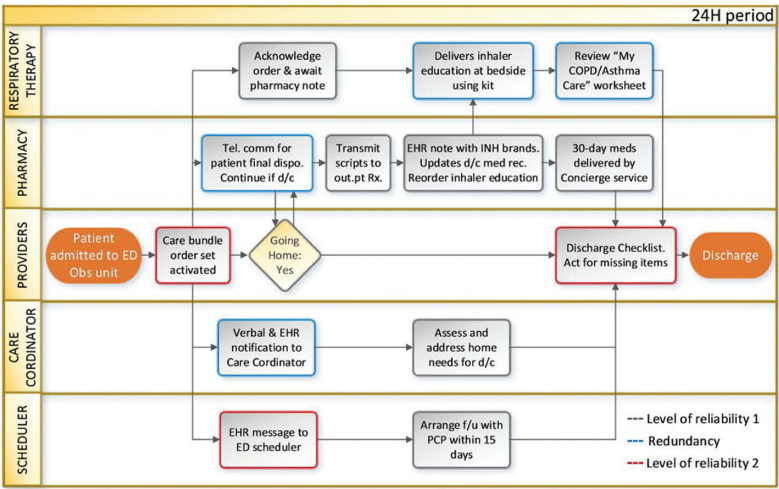 24H period
RESPIRATORY
THERAPY
Acknowledge
order & await
pharmacy note
Delivers inhaler
education at bedside
using kit
Review “My
COPD/Asthma
Care” worksheet
PHARMACY
Tel. comm for
patient final dispo.
Continue if d/c
Transmit
scripts to
out.pt Rx.
EHR note with INH brands.
Updates d/c med rec.
Reorder inhaler education
30-day meds
delivered by
Concierge service
PROVIDERS
Patient
admitted to ED
Obs unit
Care bundle
order set
activated
Going
Home:
Yes
Discharge Checklist.
Act for missing items
Discharge
CARE
CORDINATOR
Verbal & EHR
notification to
Care Cordinator
Assess and
address home
needs for d/c
SCHEDULER
EHR message to
ED scheduler
Arrange f/u with
PCP within 15
days
Level of reliability 1
Redundancy
Level of reliability 2